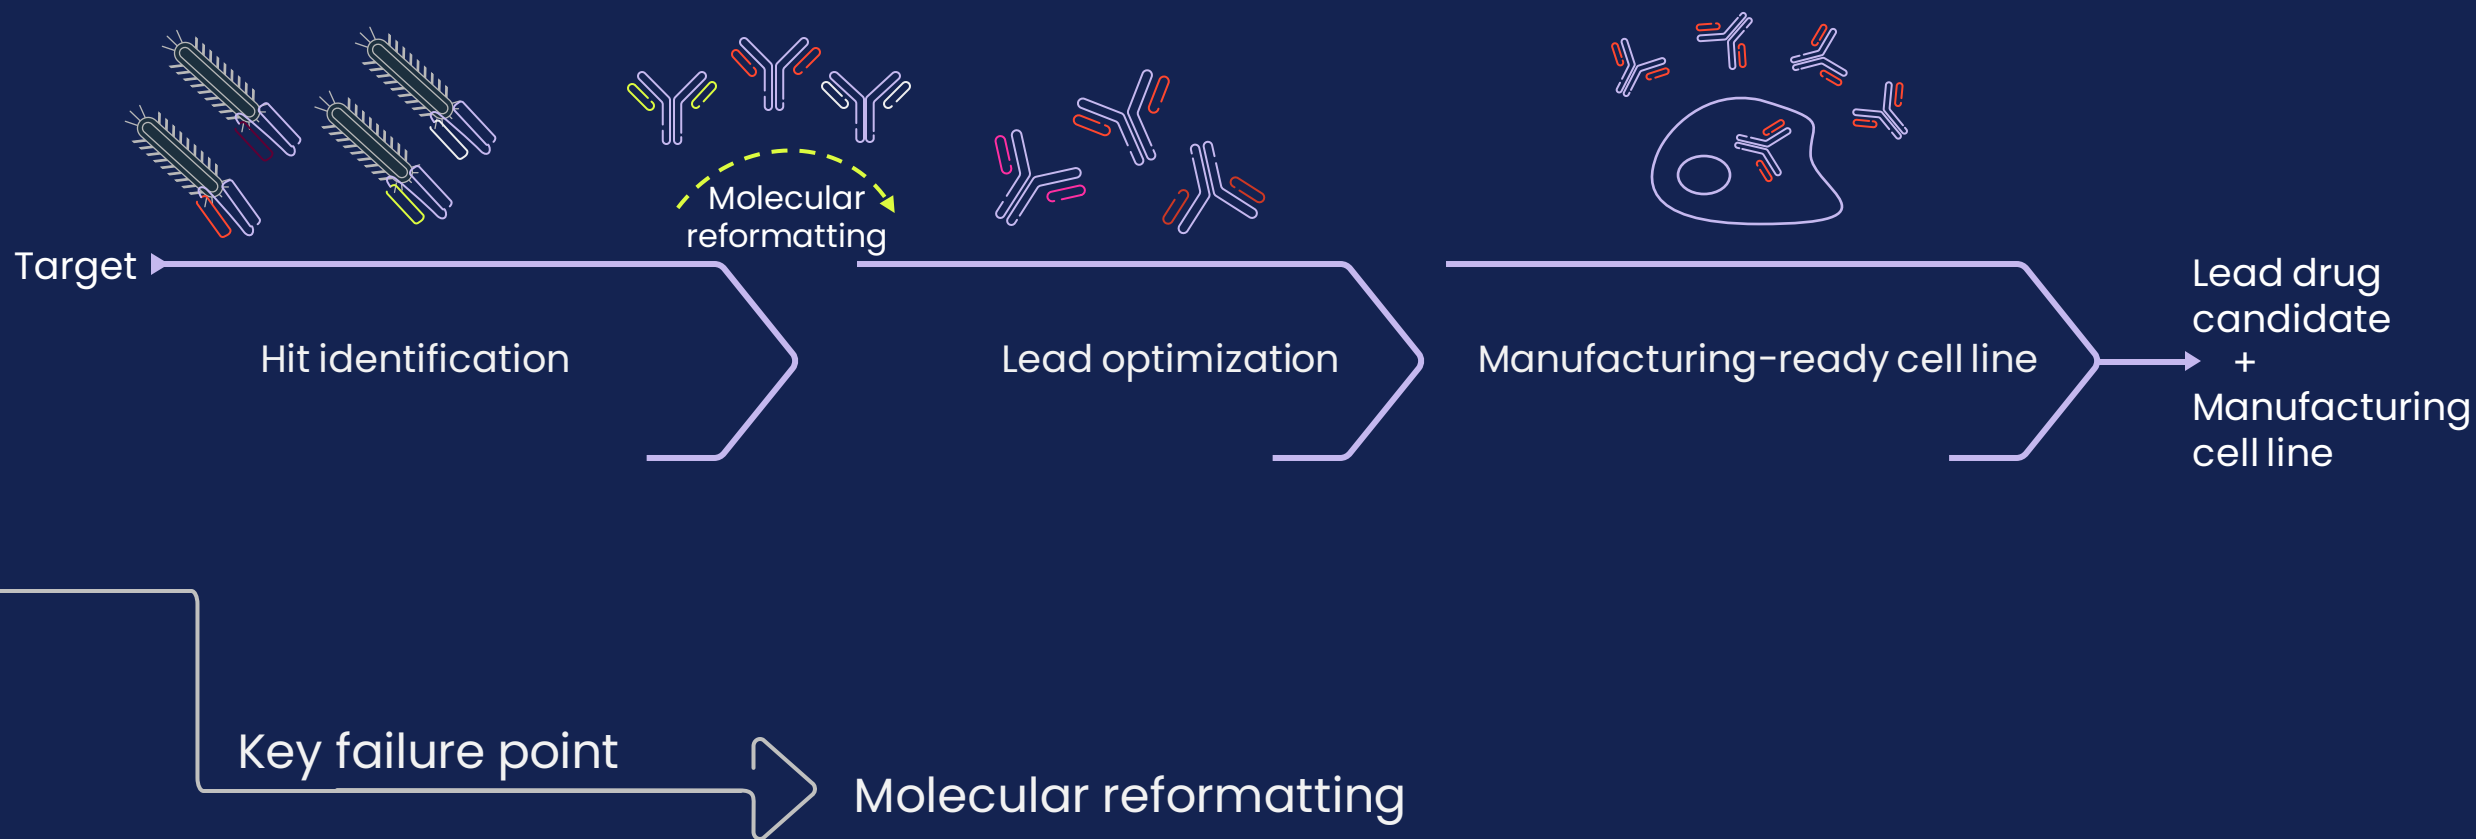 Molecular
reformatting
Target
Hit identification
Lead optimization
Manufacturing-ready cell line
Lead drug
candidate
+
Manufacturing
cell line
Key failure point
Molecular reformatting